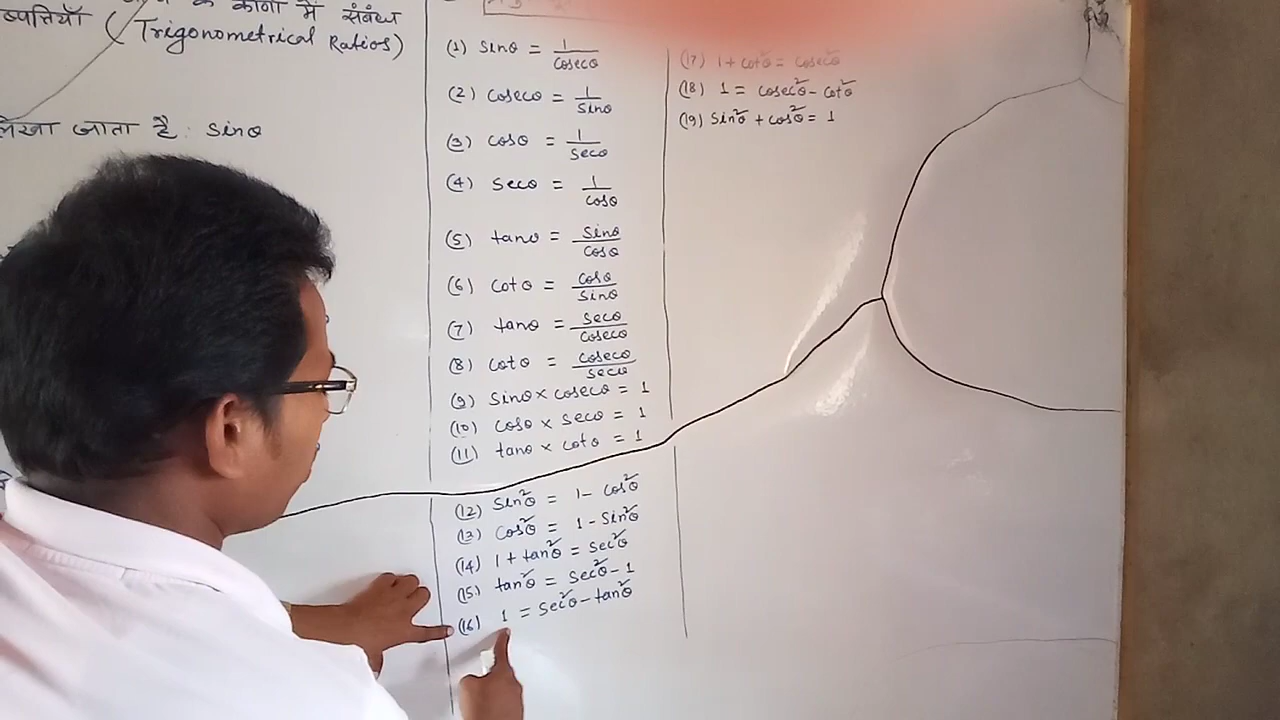 के कोणों में संबंध
(Trigonometrical Ratios)
लिखा जाता है: sinθ
(1) sinθ = 1/cosecθ
(2) cosecθ = 1/sinθ
(3) cosθ = 1/secθ
(4) secθ = 1/cosθ
(5) tanθ = sinθ/cosθ
(6) cotθ = cosθ/sinθ
(7) tanθ = secθ/cosecθ
(8) cotθ = cosecθ/secθ
(9) sinθ × cosecθ = 1
(10) cosθ × secθ = 1
(11) tanθ × cotθ = 1
(12) sin²θ = 1 - cos²θ
(13) cos²θ = 1 - sin²θ
(14) 1 + tan²θ = sec²θ
(15) tan²θ = sec²θ - 1
(16) 1 = sec²θ - tan²θ
(17) 1 + cot²θ = cosec²θ
(18) 1 = cosec²θ - cot²θ
(19) sin²θ + cos²θ = 1